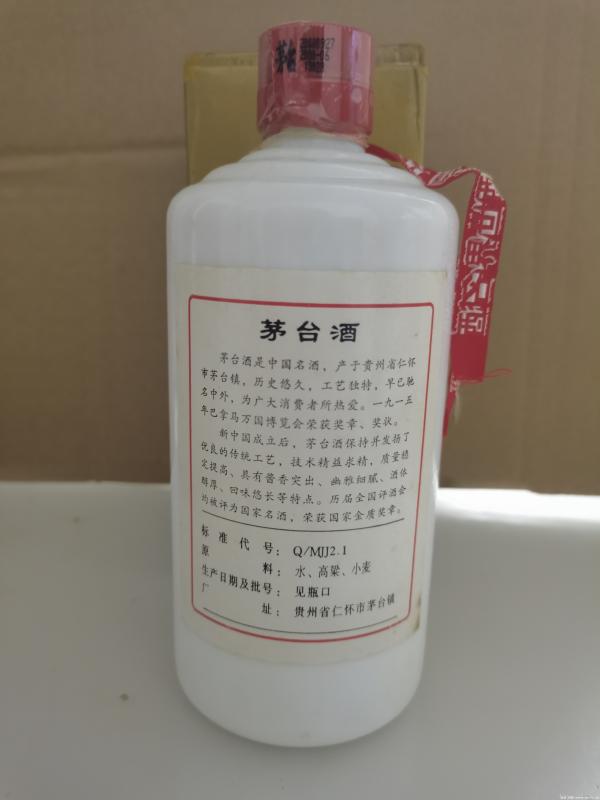 茅台
茅台酒
茅台酒是中国名酒，产于贵州省仁怀
市茅台镇，历史悠久，工艺独特，早已驰
名中外，为广大消费者所热爱。一九一五
年巴拿马万国博览会荣获奖章、奖状。
新中国成立后，茅台酒保持并发扬了
优良的传统工艺，技术精益求精，质量稳
定提高、具有酱香突出、幽雅细腻、酒体
醇厚、回味悠长等特点。历届全国评酒会
均被评为国家名酒，荣获国家金质奖章。
标准代号：Q/MJJ2.1
原料：水、高粱、小麦
生产日期及批号：见瓶口
厂址：贵州省仁怀市茅台镇